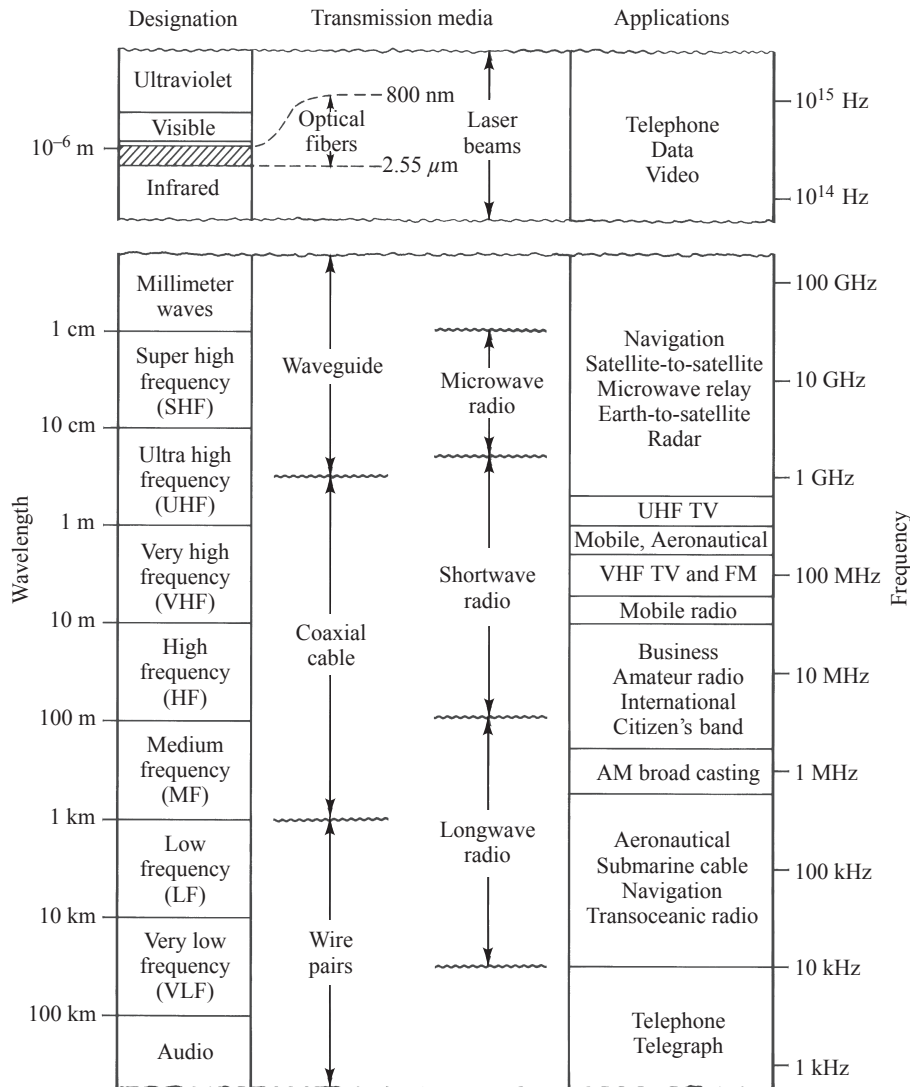 Designation Transmission media Applications
Ultraviolet
800 nm
10¹⁵ Hz
Visible
Optical
fibers
Laser
beams
Telephone
Data
Video
10⁻⁶ m
2.55 μm
Infrared
10¹⁴ Hz
Millimeter
waves
100 GHz
1 cm
Super high
frequency
(SHF)
Waveguide
Microwave
radio
Navigation
Satellite-to-satellite
Microwave relay
Earth-to-satellite
Radar
10 GHz
10 cm
Ultra high
frequency
(UHF)
1 GHz
UHF TV
1 m
Mobile, Aeronautical
Wavelength
Very high
frequency
(VHF)
Shortwave
radio
VHF TV and FM
100 MHz
Frequency
Mobile radio
10 m
Coaxial
cable
High
frequency
(HF)
Business
Amateur radio
International
Citizen's band
10 MHz
100 m
Medium
frequency
(MF)
AM broad casting
1 MHz
1 km
Low
frequency
(LF)
Longwave
radio
Aeronautical
Submarine cable
Navigation
Transoceanic radio
100 kHz
10 km
Very low
frequency
(VLF)
Wire
pairs
10 kHz
100 km
Audio
Telephone
Telegraph
1 kHz